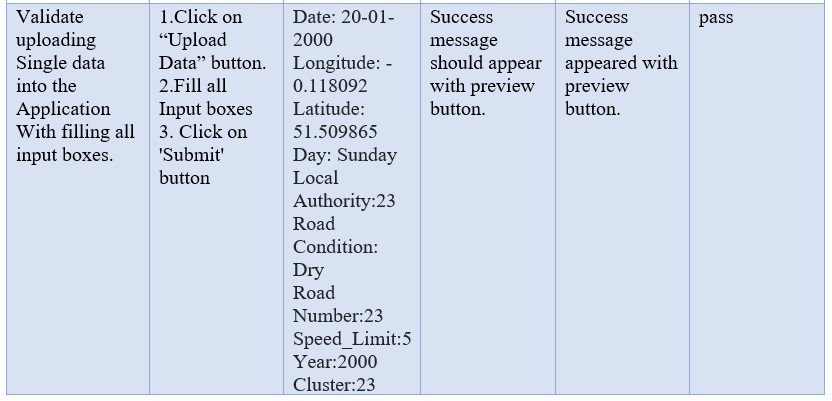 Validate
uploading
Single data
into the
Application
With filling all
input boxes.
1.Click on
“Upload
Data” button.
2.Fill all
Input boxes
3. Click on
'Submit'
button
Date: 20-01-
2000
Longitude: -
0.118092
Latitude:
51.509865
Day: Sunday
Local
Authority:23
Road
Condition:
Dry
Road
Number:23
Speed_Limit:5
Year:2000
Cluster:23
Success
message
should appear
with preview
button.
Success
message
appeared with
preview
button.
pass